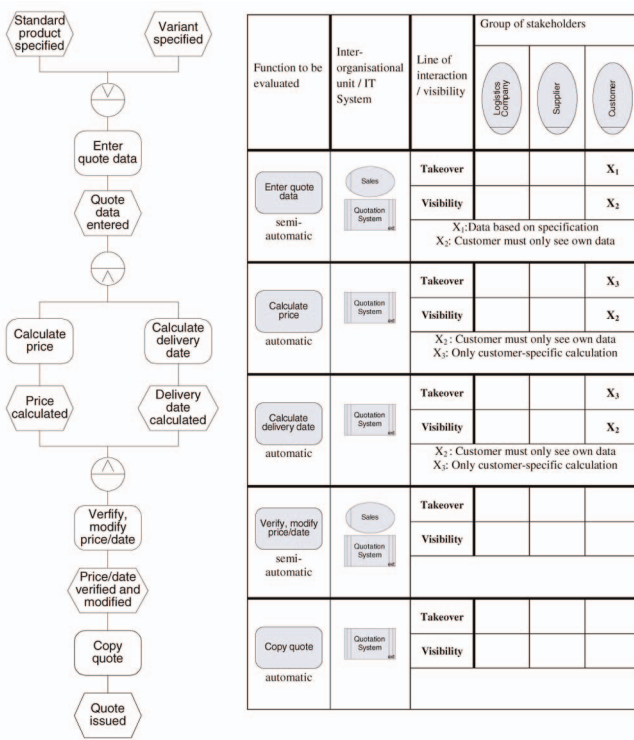 Standard
product
specified
Variant
specified
V
Enter
quote data
Quote
data
entered
Λ
Calculate
price
Calculate
delivery
date
Price
calculated
Delivery
date
calculated
Λ
Verfify,
modify
price/date
Price/date
verified and
modified
Copy
quote
Quote
issued
Function to be
evaluated
Inter-
organisational
unit / IT
System
Line of
interaction
/ visibility
Group of stakeholders
Logistics
Company
Supplier
Customer
Enter quote
data
semi-
automatic
Sales
Quotation
System
Takeover X₁
Visibility X₂
X₁:Data based on specification
X₂: Customer must only see own data
Calculate
price
automatic
Quotation
System
Takeover X₃
Visibility X₂
X₂ : Customer must only see own data
X₃: Only customer-specific calculation
Calculate
delivery date
automatic
Quotation
System
Takeover X₃
Visibility X₂
X₂ : Customer must only see own data
X₃: Only customer-specific calculation
Verify, modify
price/date
semi-
automatic
Sales
Quotation
System
Takeover
Visibility
Copy quote
automatic
Quotation
System
Takeover
Visibility